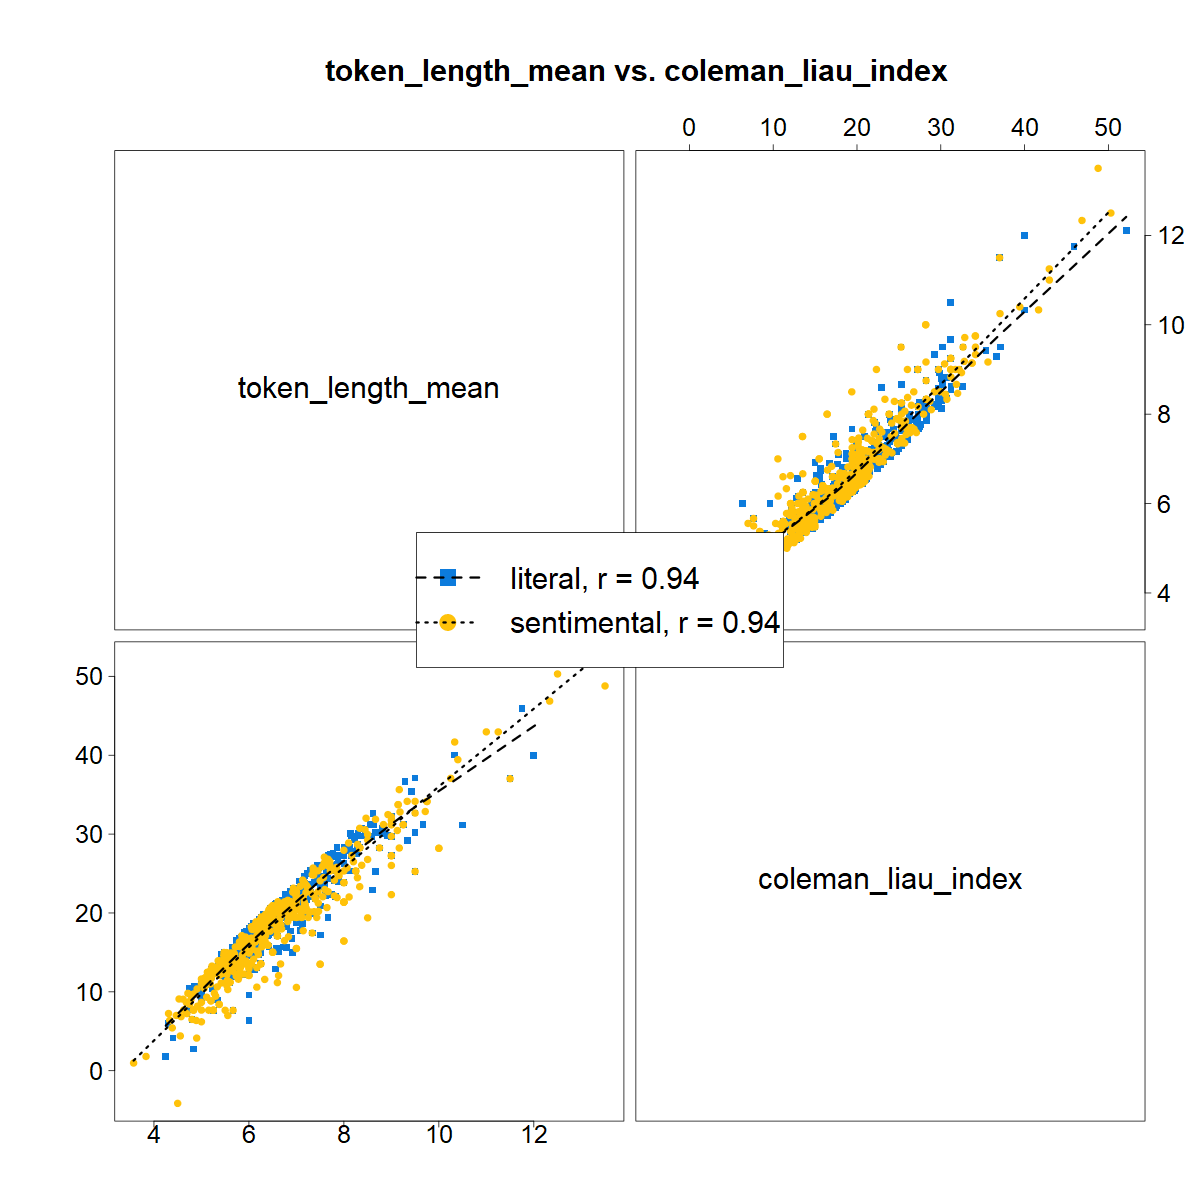 token_length_mean vs. coleman_liau_index
0 10 20 30 40 50
token_length_mean
12
10
8
6
4
literal, r = 0.94
sentimental, r = 0.94
50
40
30
20
10
0
coleman_liau_index
4 6 8 10 12